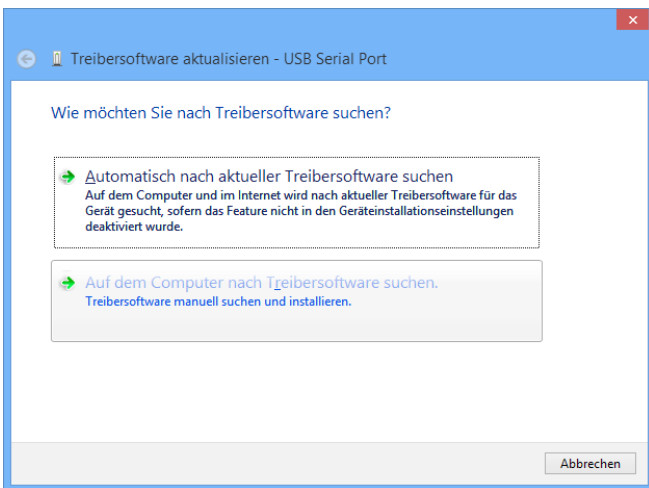 Treibersoftware aktualisieren - USB Serial Port
Wie möchten Sie nach Treibersoftware suchen?
Automatisch nach aktueller Treibersoftware suchen
Auf dem Computer und im Internet wird nach aktueller Treibersoftware für das
Gerät gesucht, sofern das Feature nicht in den Geräteinstallationseinstellungen
deaktiviert wurde.
Auf dem Computer nach Treibersoftware suchen.
Treibersoftware manuell suchen und installieren.
Abbrechen